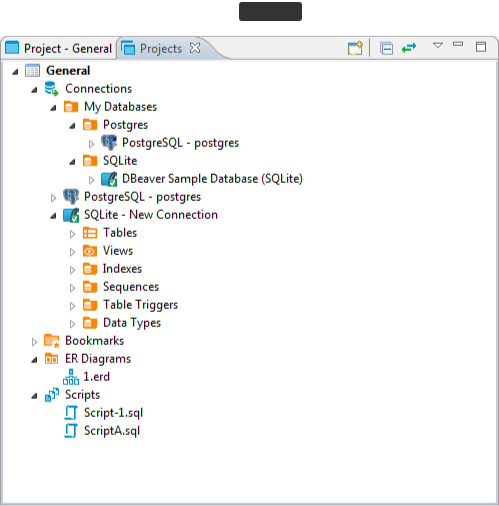 Project - General
Projects
General
Connections
My Databases
Postgres
PostgreSQL - postgres
SQLite
DBeaver Sample Database (SQLite)
PostgreSQL - postgres
SQLite - New Connection
Tables
Views
Indexes
Sequences
Table Triggers
Data Types
Bookmarks
ER Diagrams
1.erd
Scripts
Script-1.sql
ScriptA.sql